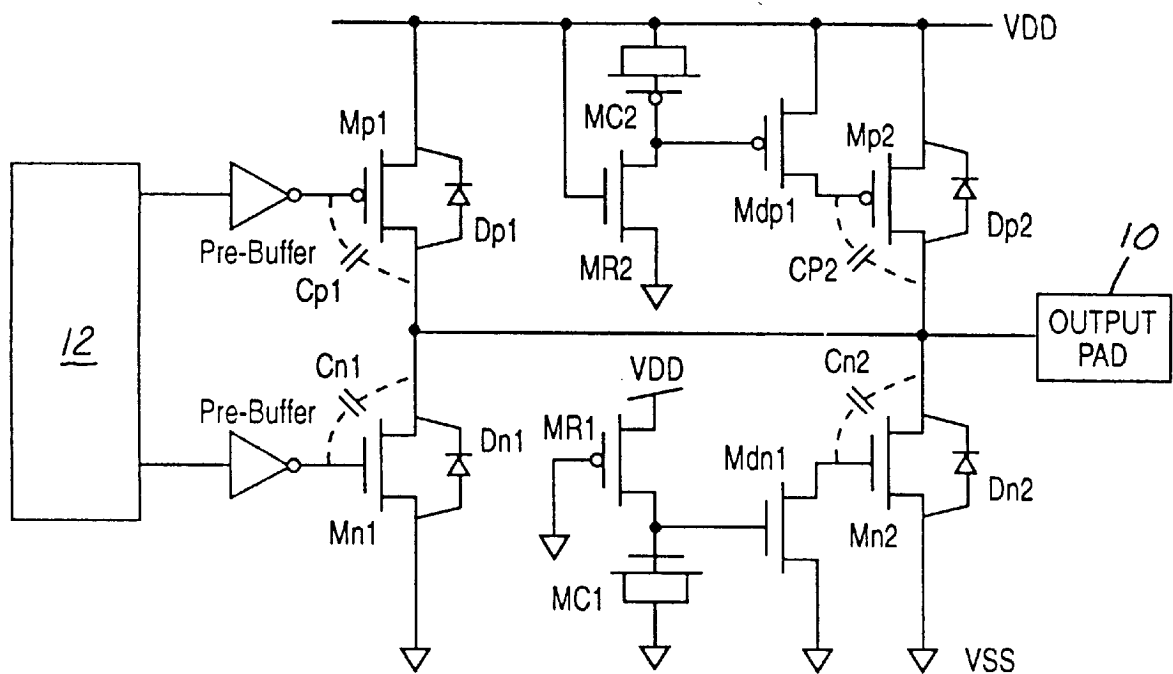 VDD
MC2
Mp1
Mp2
Mdp1
Pre-Buffer
Dp1
Dp2
10
Cp1
MR2
CP2
OUTPUT
PAD
12
Cn1
VDD
Cn2
Pre-Buffer
MR1
Dn1
Mdn1
Dn2
Mn1
Mn2
MC1
VSS